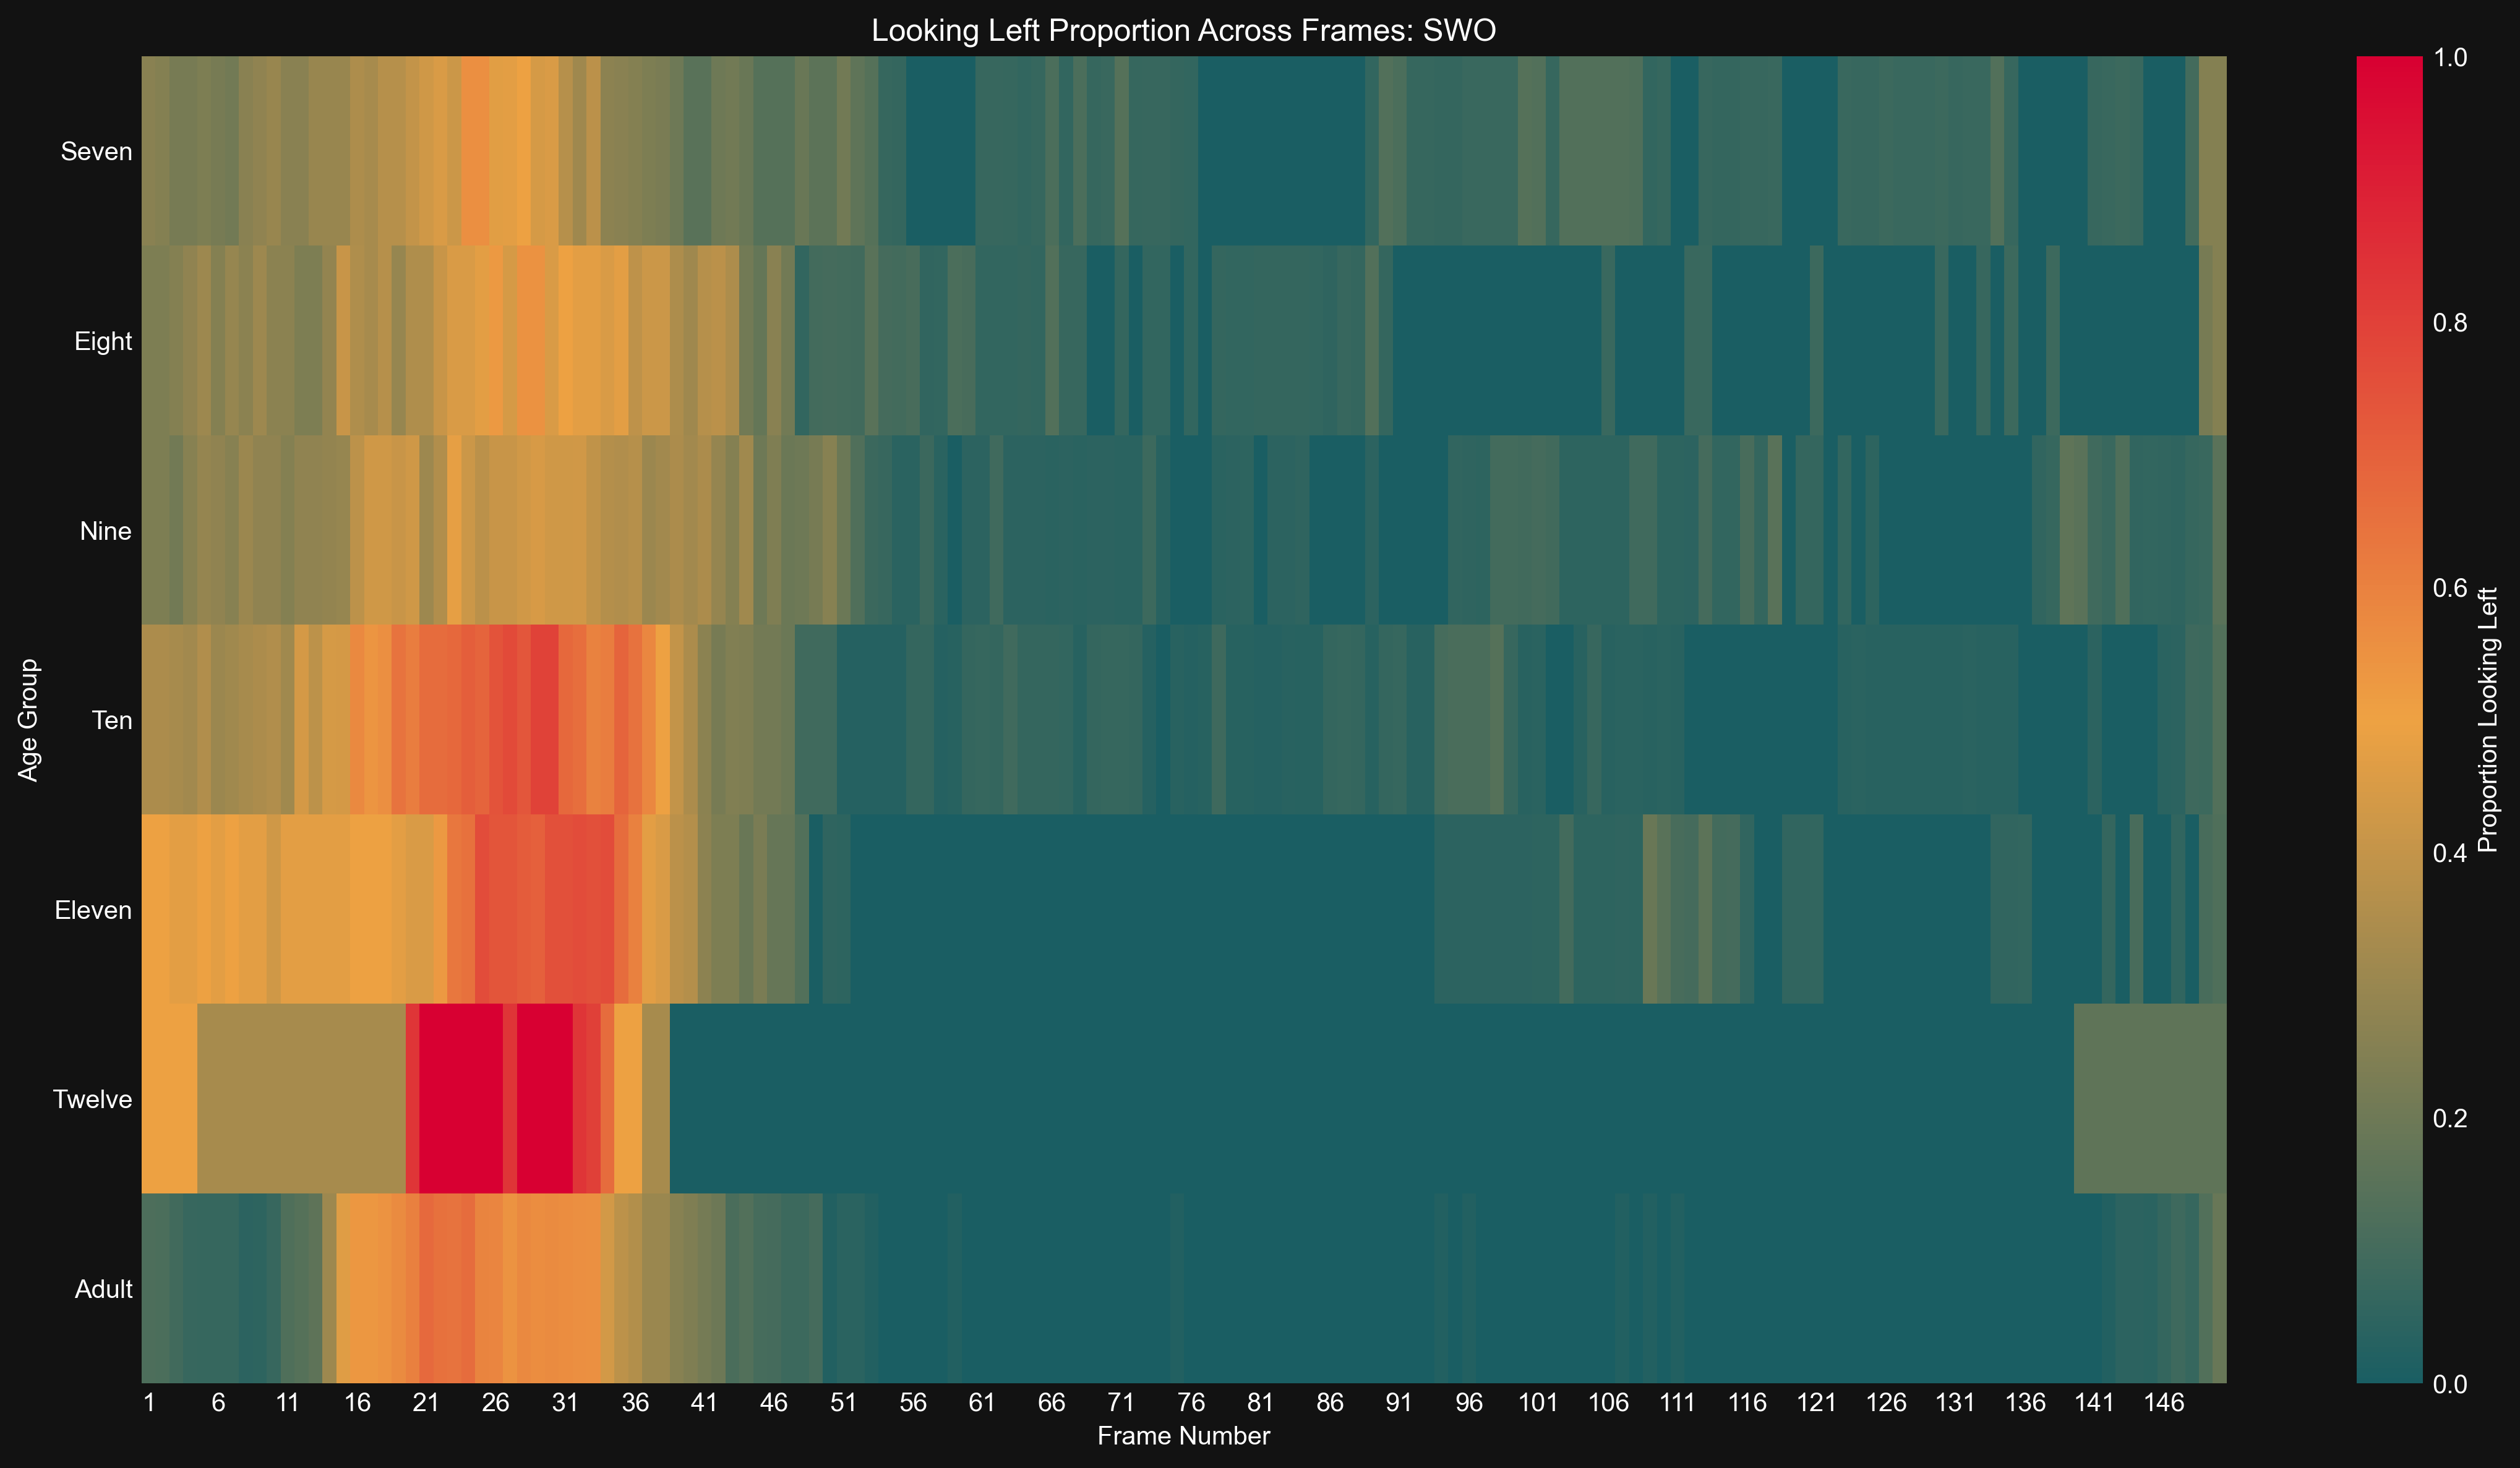 Looking Left Proportion Across Frames: SWO
Age Group
Seven
Eight
Nine
Ten
Eleven
Twelve
Adult
1 6 11 16 21 26 31 36 41 46 51 56 61 66 71 76 81 86 91 96 101 106 111 116 121 126 131 136 141 146
Frame Number
1.0
0.8
0.6
0.4
0.2
0.0
Proportion Looking Left